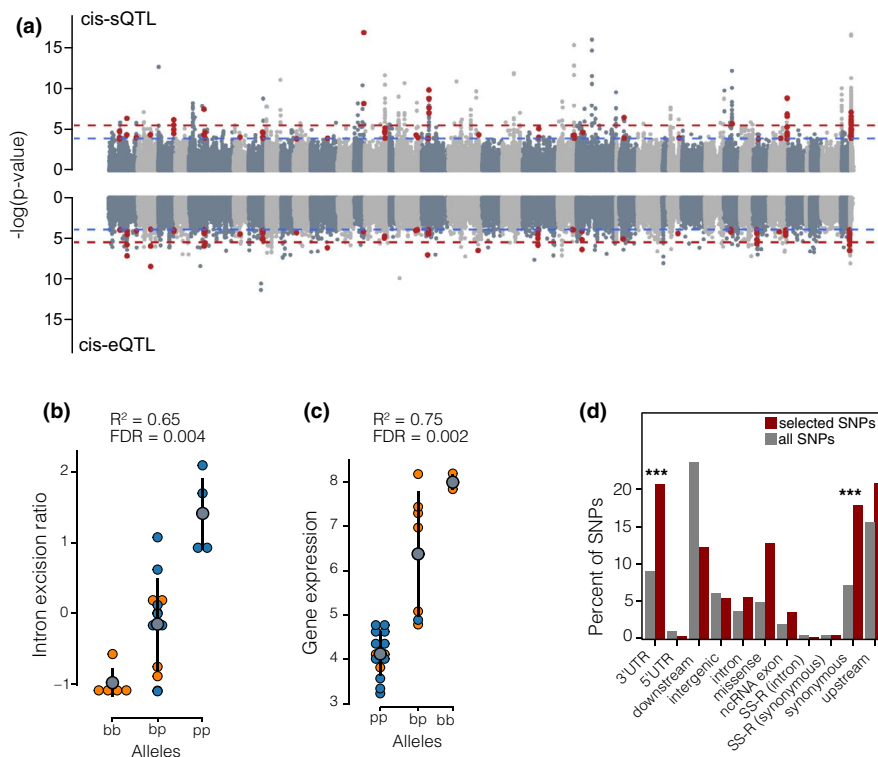 (a)
cis-sQTL
15
10
5
0
0
5
10
15
-log(p-value)
cis-eQTL
(b)
R² = 0.65
FDR = 0.004
2
1
0
-1
Intron excision ratio
bb bp pp
Alleles
(c)
R² = 0.75
FDR = 0.002
8
7
6
5
4
3
Gene expression
pp bp bb
Alleles
(d)
selected SNPs
all SNPs
***
***
20
15
10
5
0
Percent of SNPs
3'UTR
5'UTR
downstream
intergenic
intron
missense
ncRNA exon
SS-R (intron)
SS-R (synonymous)
synonymous
upstream